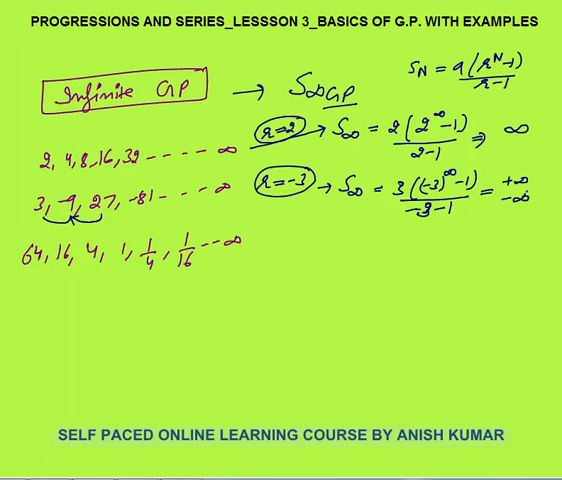 PROGRESSIONS AND SERIES_LESSSON 3_BASICS OF G.P. WITH EXAMPLES
Infinite GP → S∞GP S_N = a(r^N-1)/r-1
2, 4, 8, 16, 32 ------- ∞ r=2 → S∞ = 2(2^∞-1)/2-1 ⇒ ∞
3, -9, 27, -81 ------- ∞ r=-3 → S∞ = 3((-3)^∞-1)/-3-1 = +∞ -∞
64, 16, 4, 1, 1/4, 1/16 --- ∞
SELF PACED ONLINE LEARNING COURSE BY ANISH KUMAR